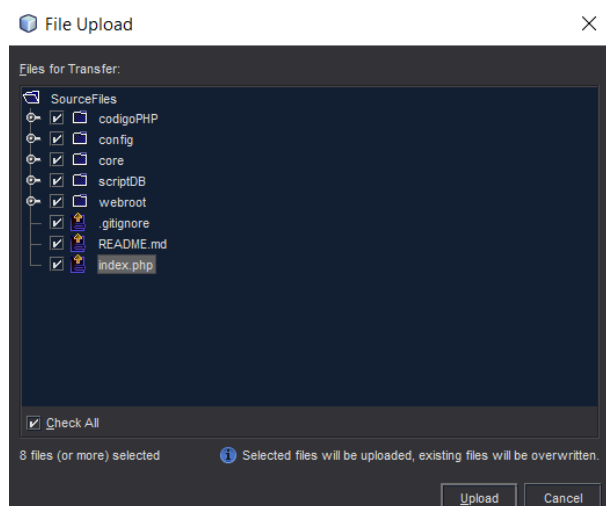 File Upload
Files for Transfer:
SourceFiles
codigoPHP
config
core
scriptDB
webroot
.gitignore
README.md
index.php
Check All
8 files (or more) selected
Selected files will be uploaded, existing files will be overwritten.
Upload Cancel